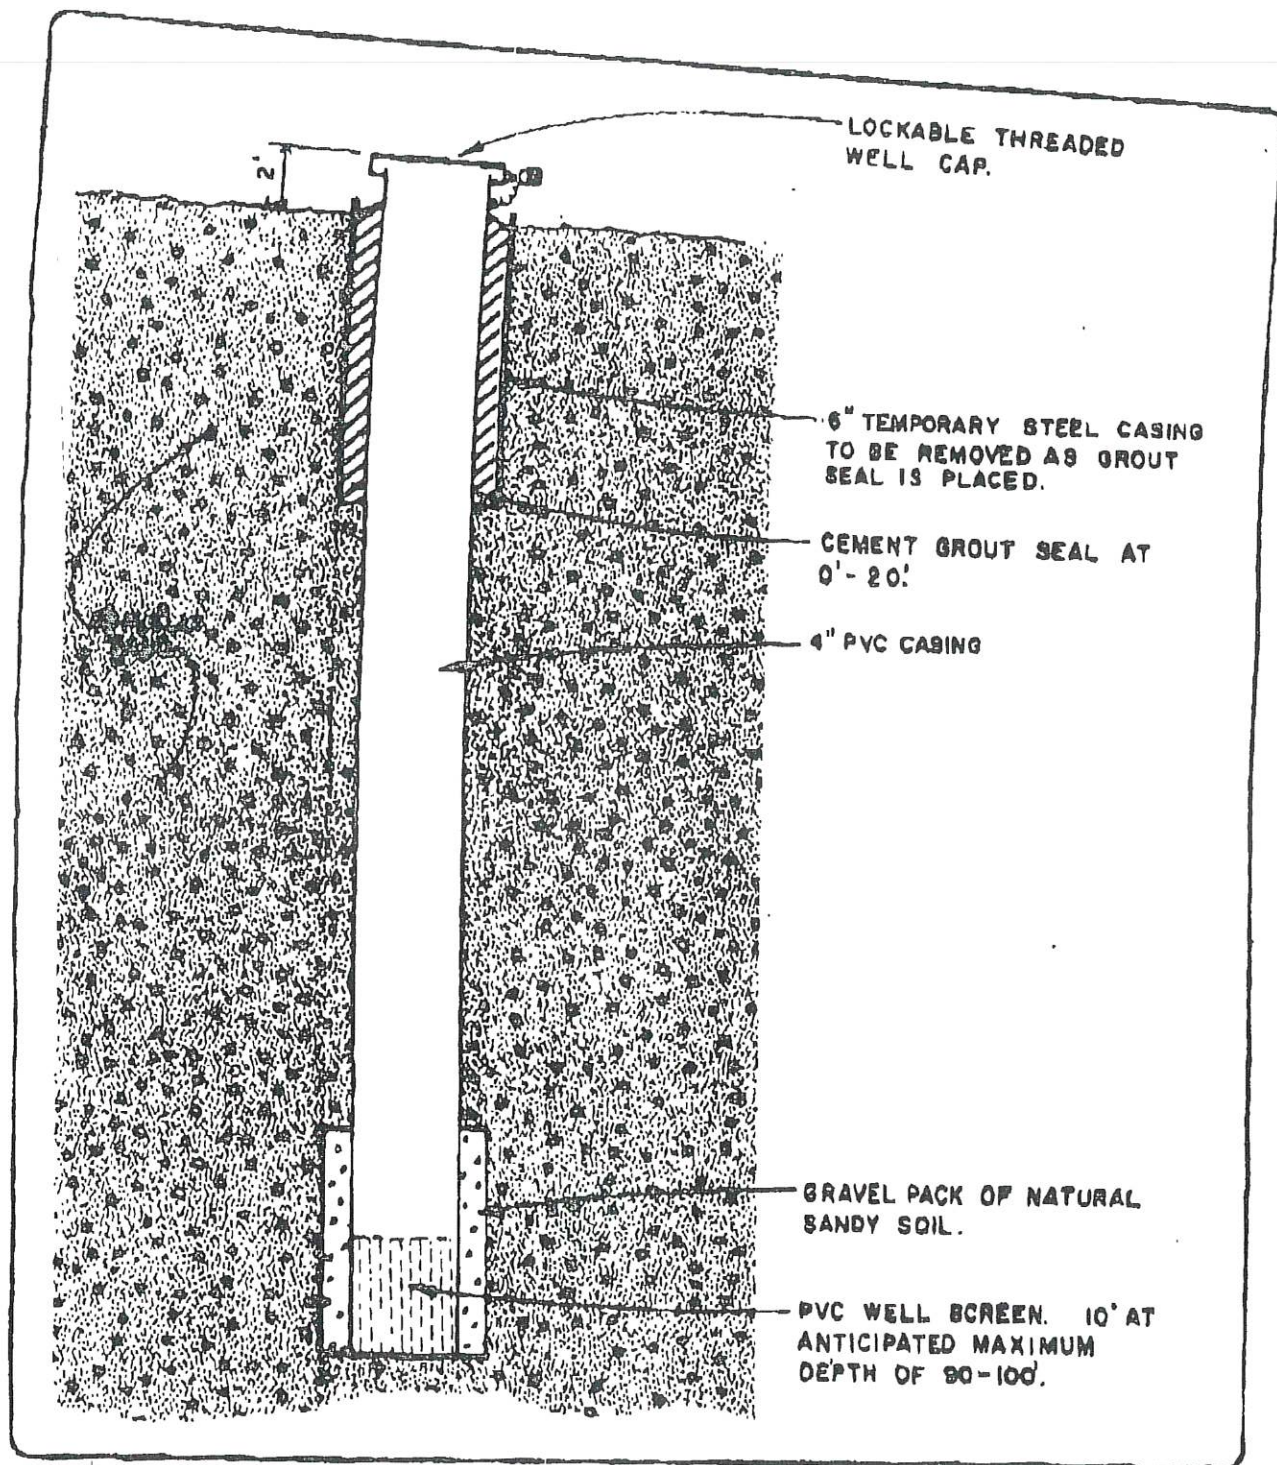 2'
LOCKABLE THREADED
WELL CAP.
6" TEMPORARY STEEL CASING
TO BE REMOVED AS GROUT
SEAL IS PLACED.
CEMENT GROUT SEAL AT
0'-20'.
4" PVC CASING
GRAVEL PACK OF NATURAL
SANDY SOIL.
PVC WELL SCREEN. 10' AT
ANTICIPATED MAXIMUM
DEPTH OF 90-100'.